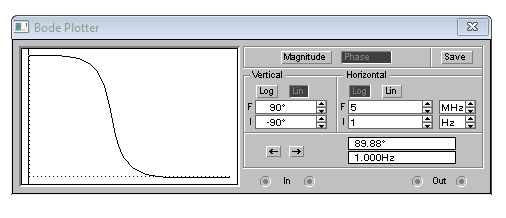 Bode Plotter
Magnitude Phase Save
Vertical Horizontal
Log Lin Log Lin
F 90° F 5 MHz
I -90° I 1 Hz
← → 89.88°
1.000Hz
In Out